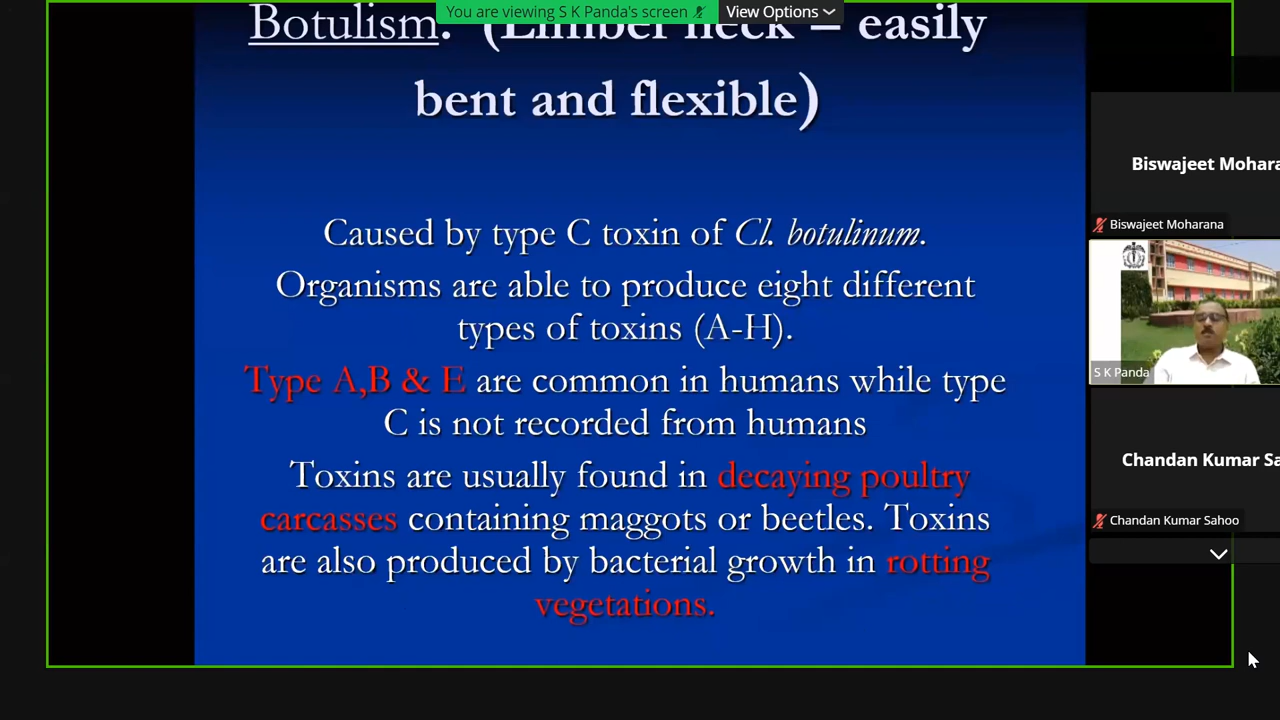 You are viewing S K Panda's screen
View Options
Botulism: (Limber neck = easily
bent and flexible)
Caused by type C toxin of Cl. botulinum.
Organisms are able to produce eight different
types of toxins (A-H).
Type A,B & E are common in humans while type
C is not recorded from humans
Toxins are usually found in decaying poultry
carcasses containing maggots or beetles. Toxins
are also produced by bacterial growth in rotting
vegetations.
Biswajeet Mohara
Biswajeet Moharana
S K Panda
Chandan Kumar Sa
Chandan Kumar Sahoo